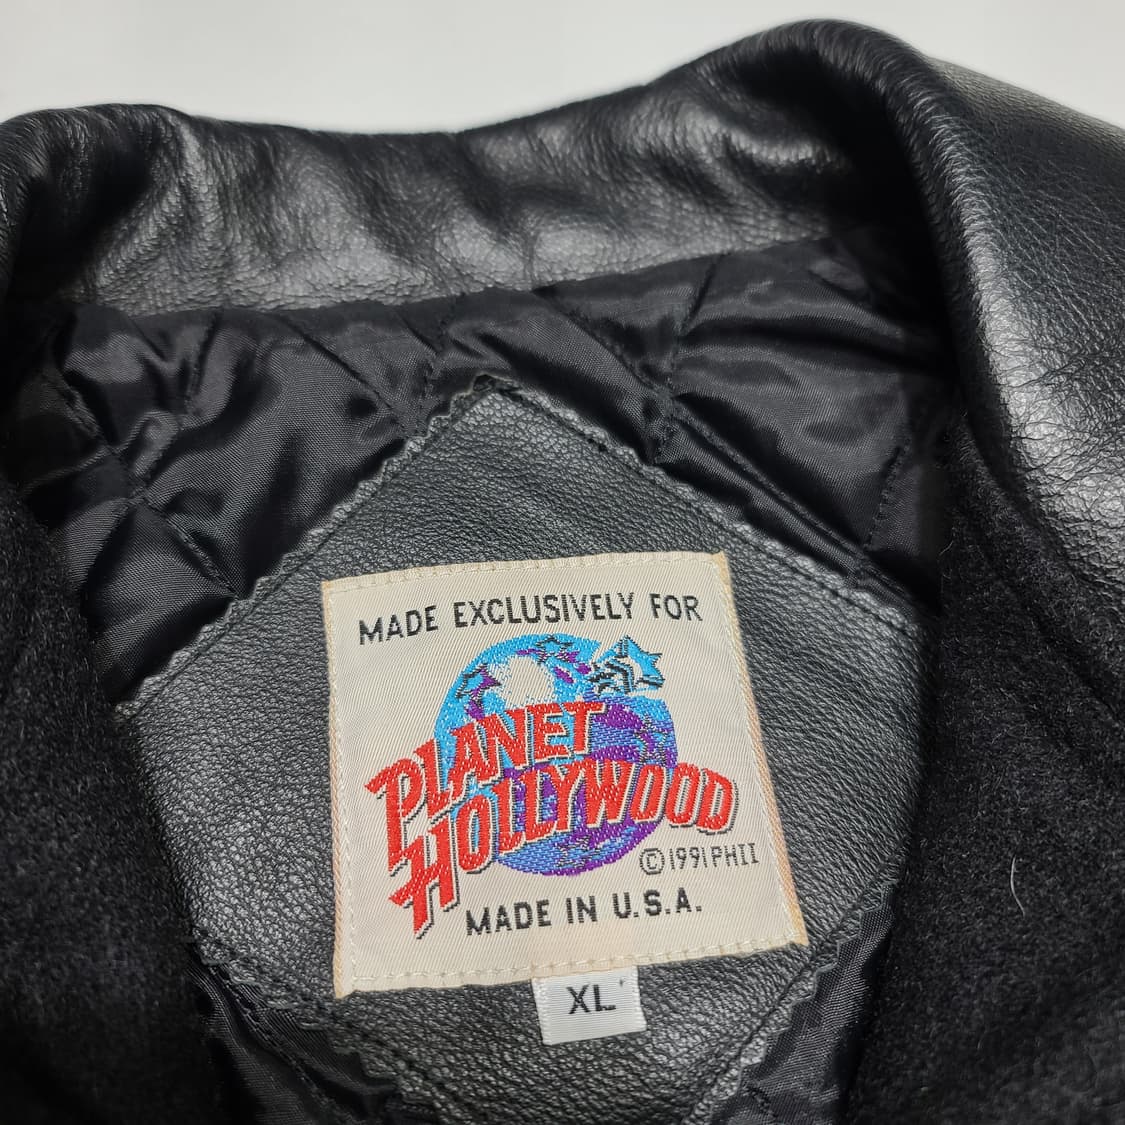 MADE EXCLUSIVELY FOR
PLANET
HOLLYWOOD
©1991 PHII
MADE IN U.S.A.
XL